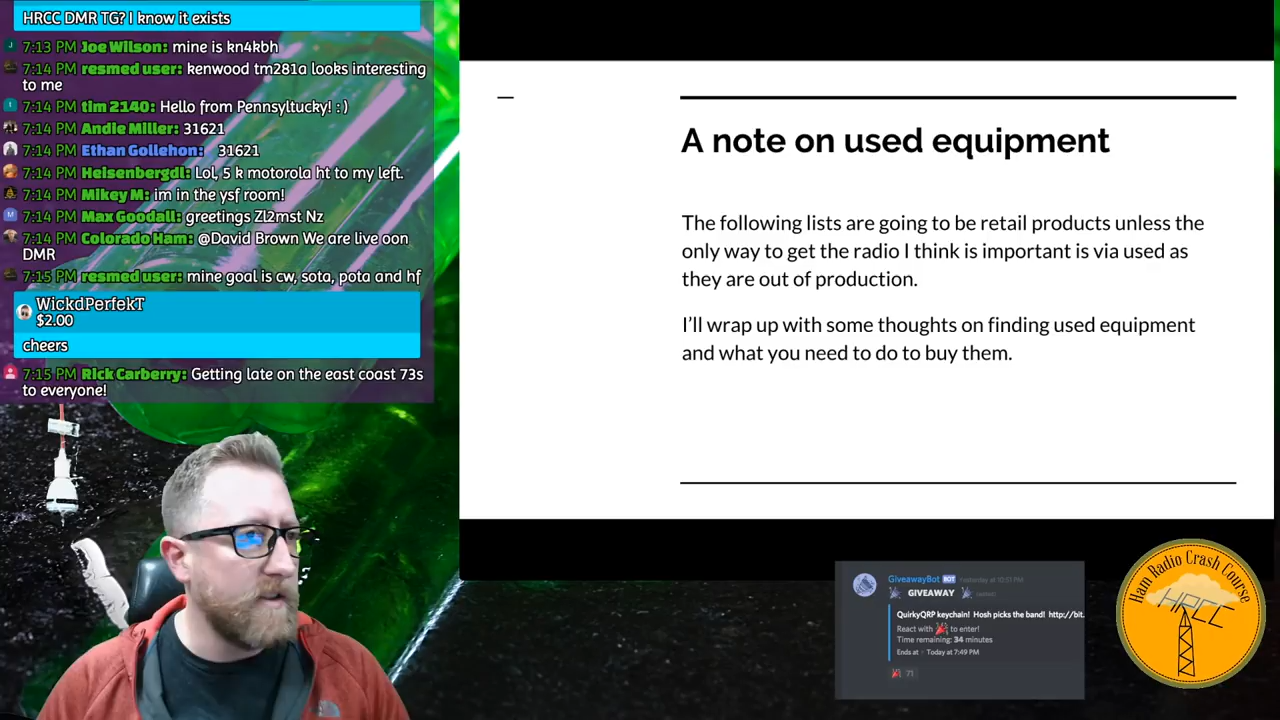 HRCC DMR TG? I know it exists
7:13 PM Joe Wilson: mine is kn4kbh
7:14 PM resmed user: kenwood tm281a looks interesting
to me
7:14 PM tim 2140: Hello from Pennsyltucky! : )
7:14 PM Andie Miller: 31621
7:14 PM Ethan Gollehon: 31621
7:14 PM Heisenbergdl: Lol, 5 k motorola ht to my left.
7:14 PM Mikey M: im in the ysf room!
7:14 PM Max Goodall: greetings Zl2mst Nz
7:14 PM Colorado Ham: @David Brown We are live oon
DMR
7:15 PM resmed user: mine goal is cw, sota, pota and hf
WickdPerfekT
$2.00
cheers
7:15 PM Rick Carberry: Getting late on the east coast 73s
to everyone!
A note on used equipment
The following lists are going to be retail products unless the
only way to get the radio I think is important is via used as
they are out of production.
I'll wrap up with some thoughts on finding used equipment
and what you need to do to buy them.
GiveawayBot BOT Yesterday at 10:51 PM
GIVEAWAY
QuirkyQRP keychain! Hosh picks the band! http://bit.
React with to enter!
Time remaining: 34 minutes
Ends at • Today at 7:49 PM
71
Ham Radio Crash Course
HRCC